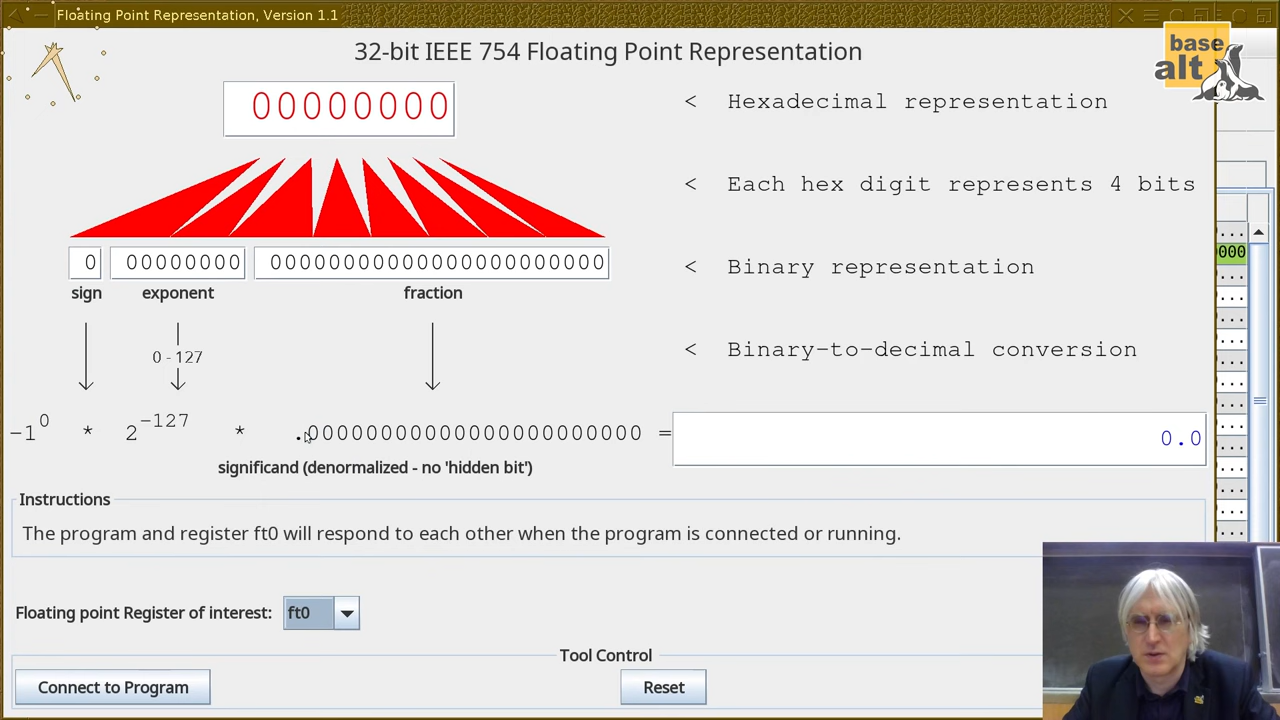 Floating Point Representation, Version 1.1
32-bit IEEE 754 Floating Point Representation
base
alt
00000000
< Hexadecimal representation
< Each hex digit represents 4 bits
0 00000000 00000000000000000000000
< Binary representation
sign exponent fraction
0 - 127
< Binary-to-decimal conversion
-1^0 * 2^-127 * .00000000000000000000000 = 0.0
significand (denormalized - no 'hidden bit')
Instructions
The program and register ft0 will respond to each other when the program is connected or running.
Floating point Register of interest: ft0
Tool Control
Connect to Program Reset